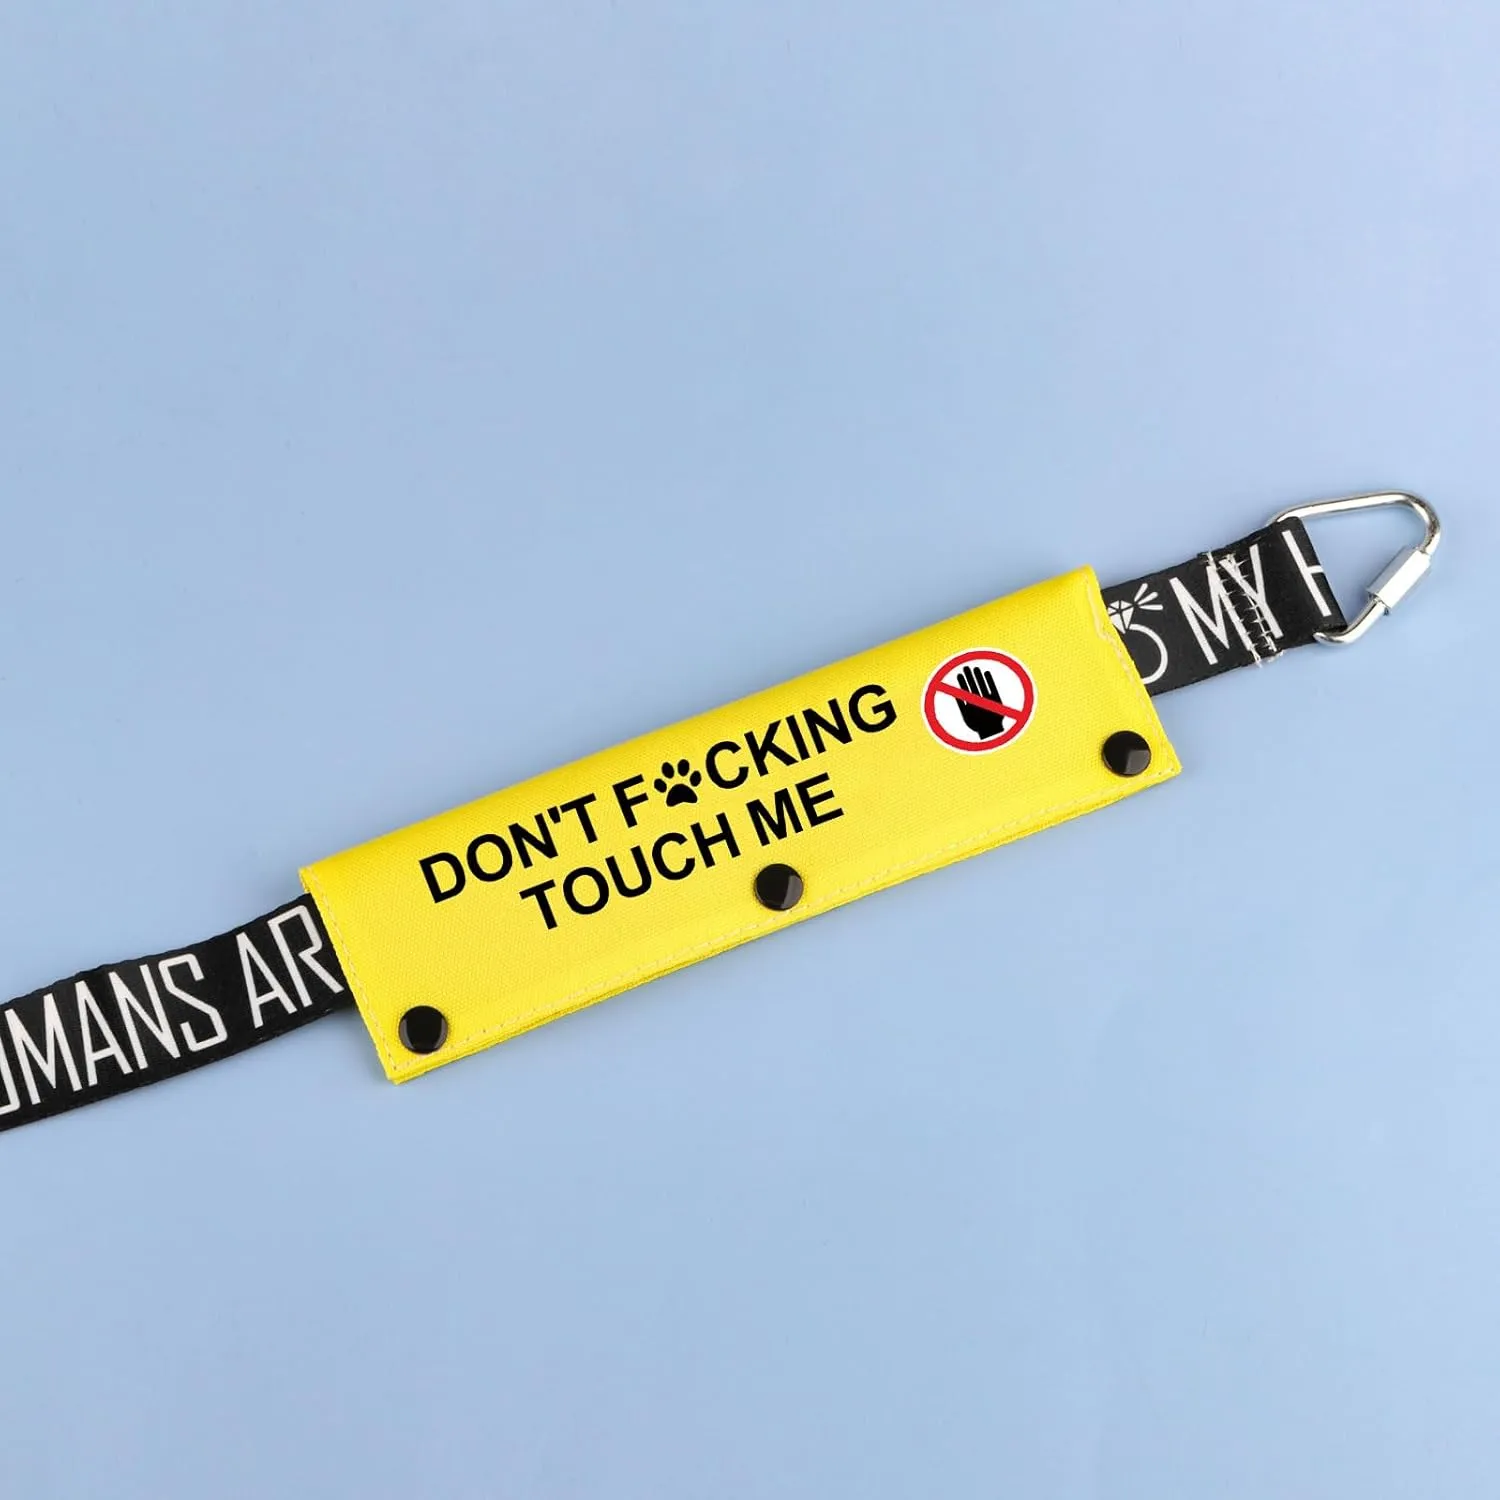 DON'T F🐾CKING
TOUCH ME
MY H
UMANS AR